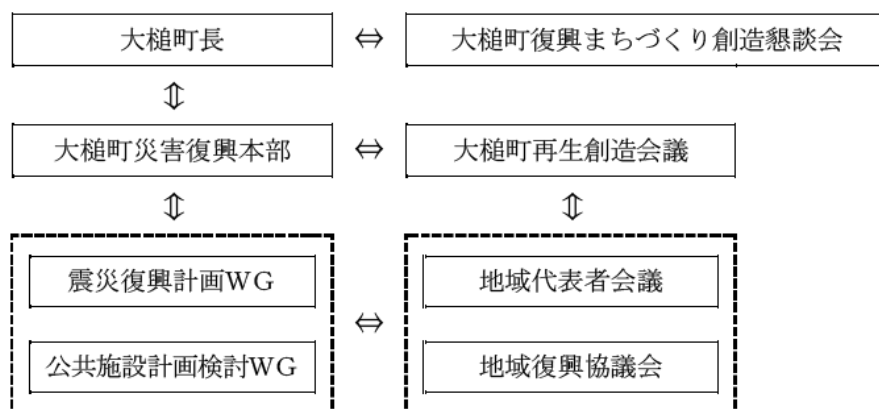 大槌町長 ⇔ 大槌町復興まちづくり創造懇談会
⇕
大槌町災害復興本部 ⇔ 大槌町再生創造会議
⇕ ⇕
震災復興計画WG 地域代表者会議
⇔
公共施設計画検討WG 地域復興協議会